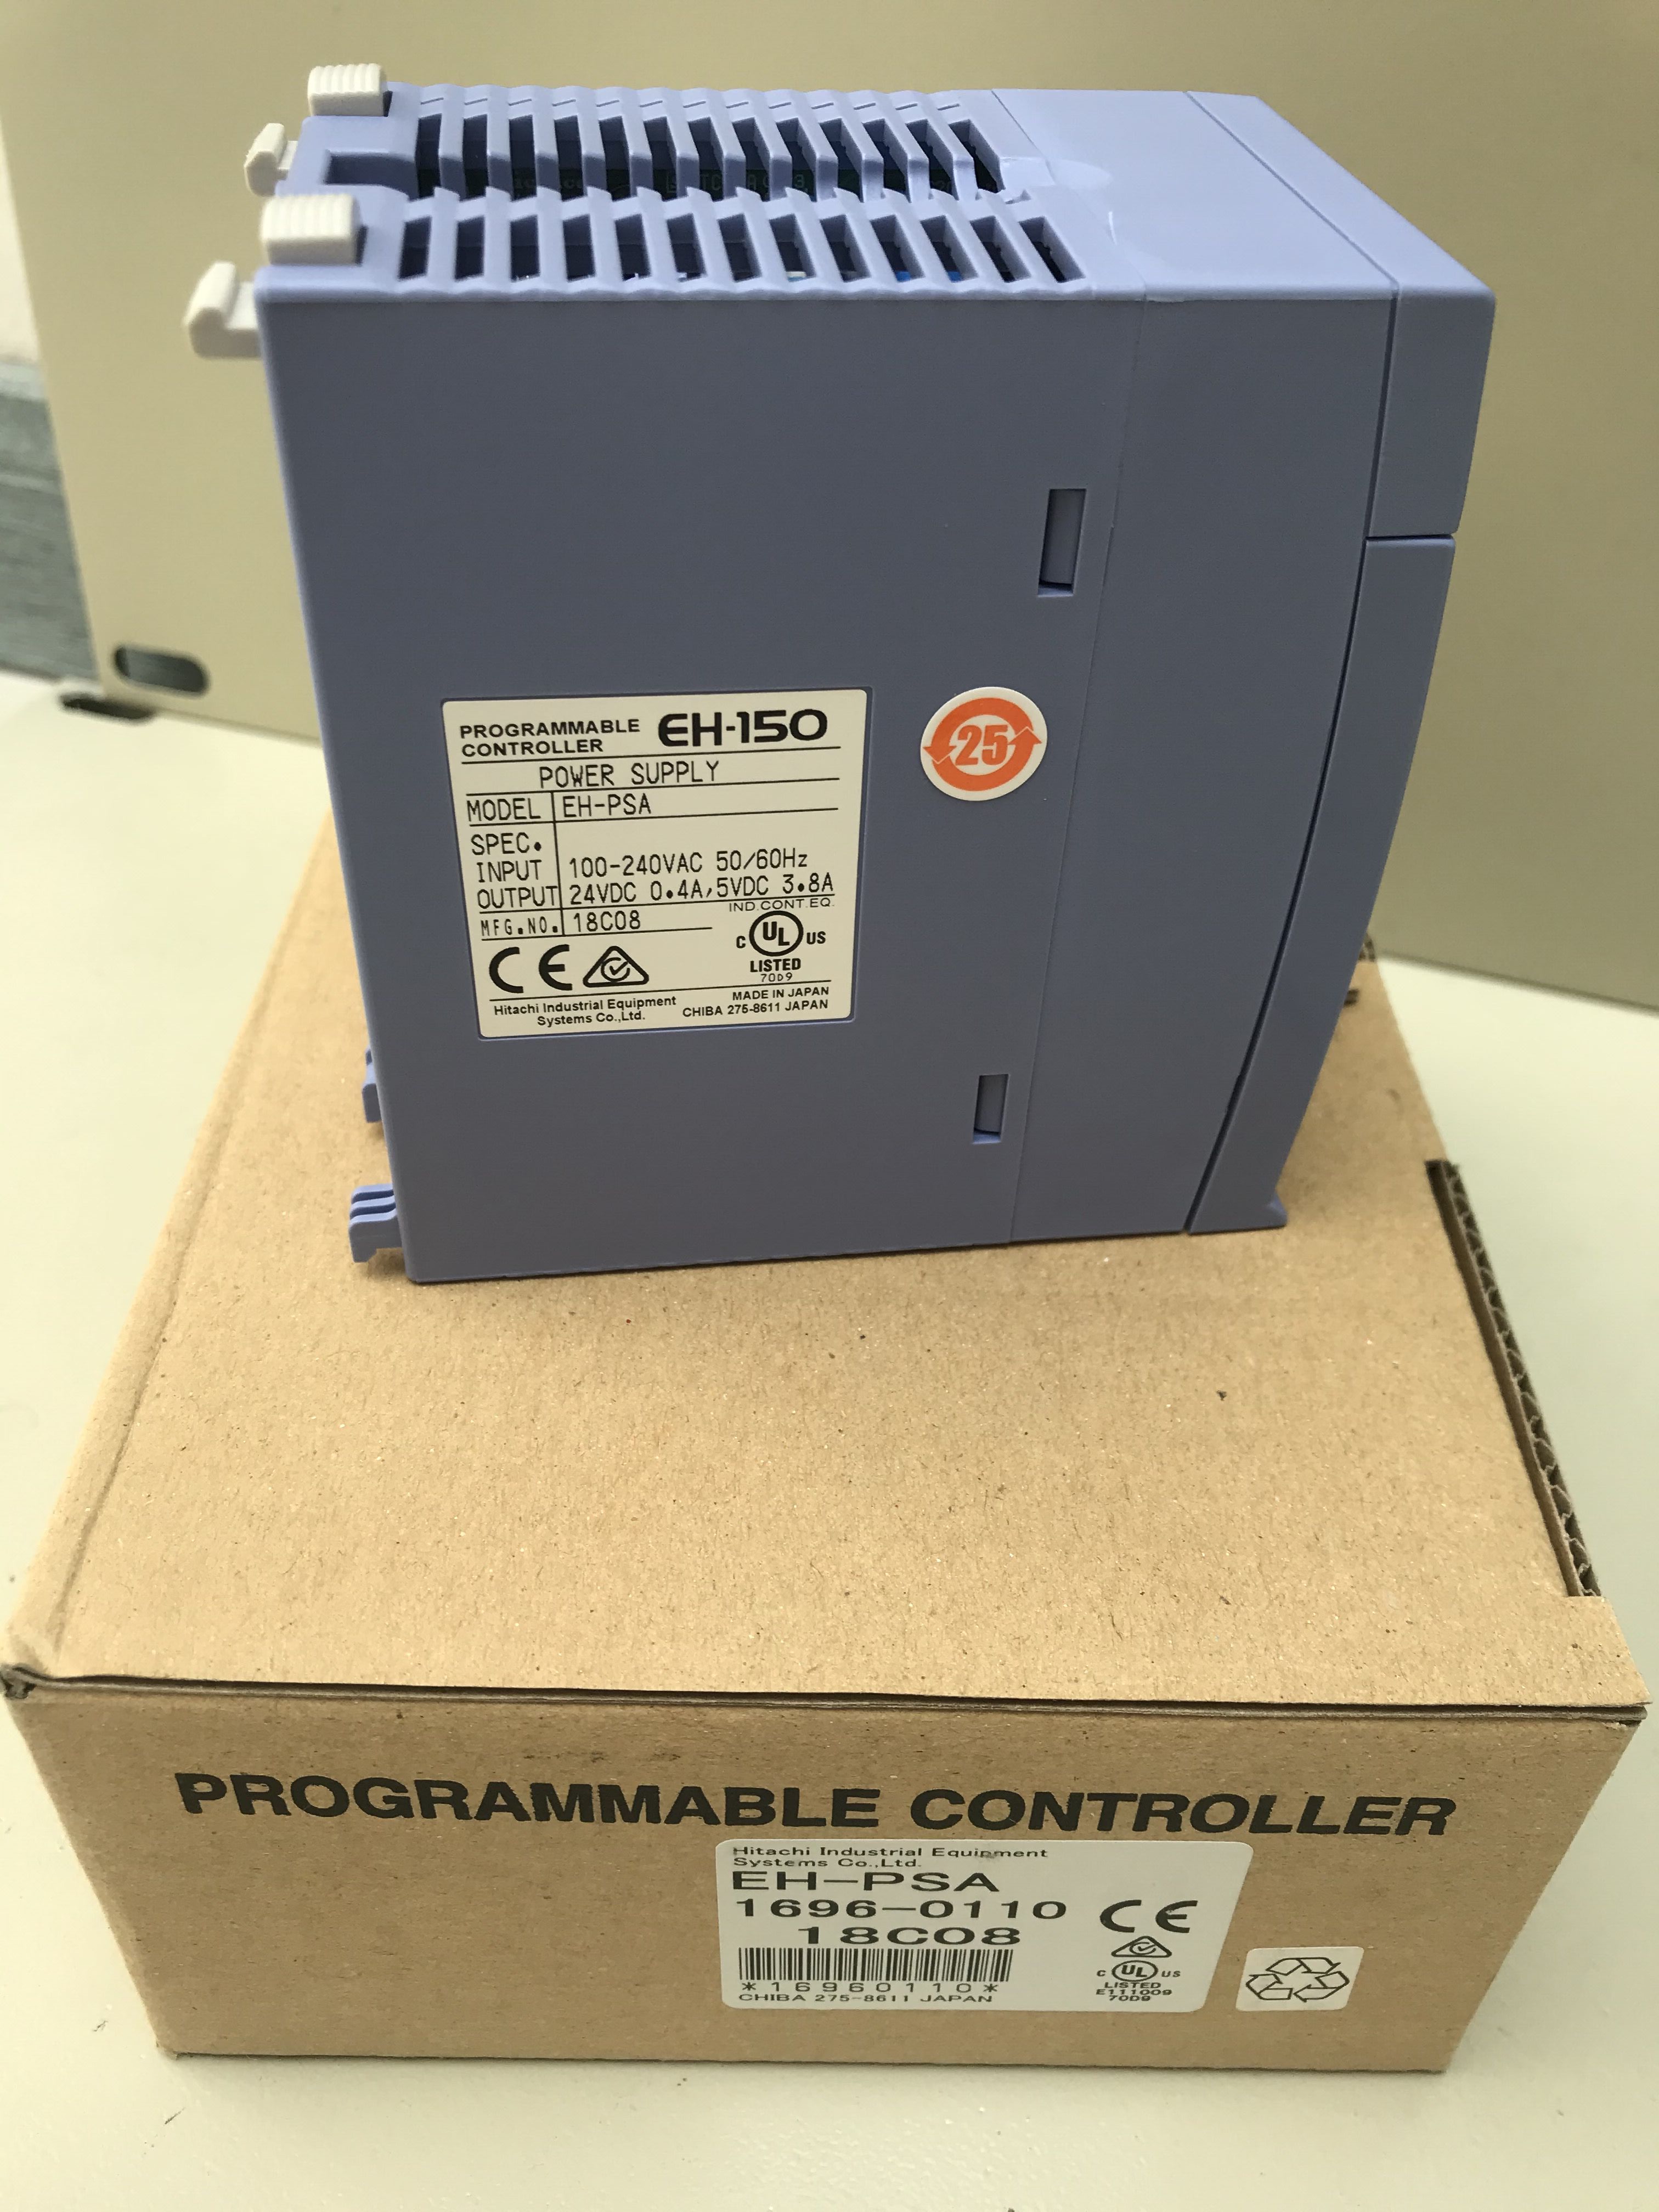 PROGRAMMABLE
CONTROLLER EH-150
POWER SUPPLY
MODEL EH-PSA
SPEC.
INPUT 100-240VAC 50/60Hz
OUTPUT 24VDC 0.4A,5VDC 3.8A
IND.CONT.EQ.
MFG.NO. 18C08
C UL US
LISTED
70D9
CE
MADE IN JAPAN
Hitachi Industrial Equipment
Systems Co.,Ltd.
CHIBA 275-8611 JAPAN
25
PROGRAMMABLE CONTROLLER
Hitachi Industrial Equipment
Systems Co.,Ltd.
EH-PSA
1696-0110
18C08
*16960110*
CHIBA 275-8611 JAPAN
CE
C UL US
LISTED
E111009
70D9